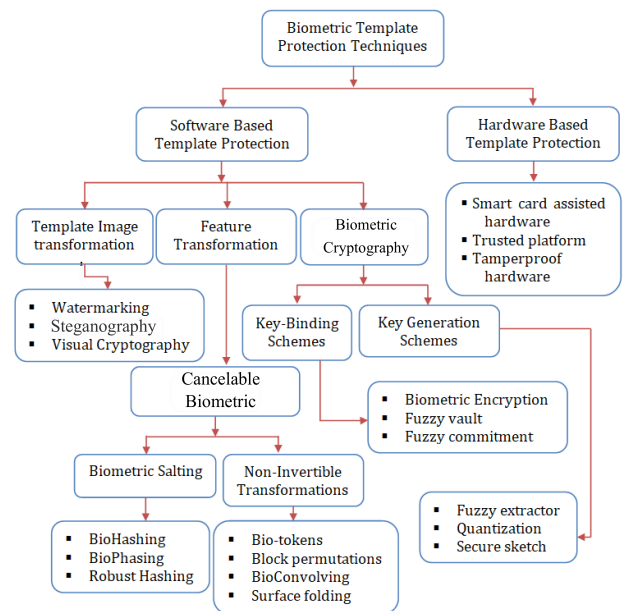 Biometric Template
Protection Techniques
Software Based
Template Protection
Hardware Based
Template Protection
Template Image
transformation
Feature
Transformation
Biometric
Cryptography
▪ Smart card assisted
hardware
▪ Trusted platform
▪ Tamperproof
hardware
▪ Watermarking
▪ Steganography
▪ Visual Cryptography
Key-Binding
Schemes
Key Generation
Schemes
Cancelable
Biometric
▪ Biometric Encryption
▪ Fuzzy vault
▪ Fuzzy commitment
Biometric Salting
Non-Invertible
Transformations
▪ BioHashing
▪ BioPhasing
▪ Robust Hashing
▪ Bio-tokens
▪ Block permutations
▪ BioConvolving
▪ Surface folding
▪ Fuzzy extractor
▪ Quantization
▪ Secure sketch